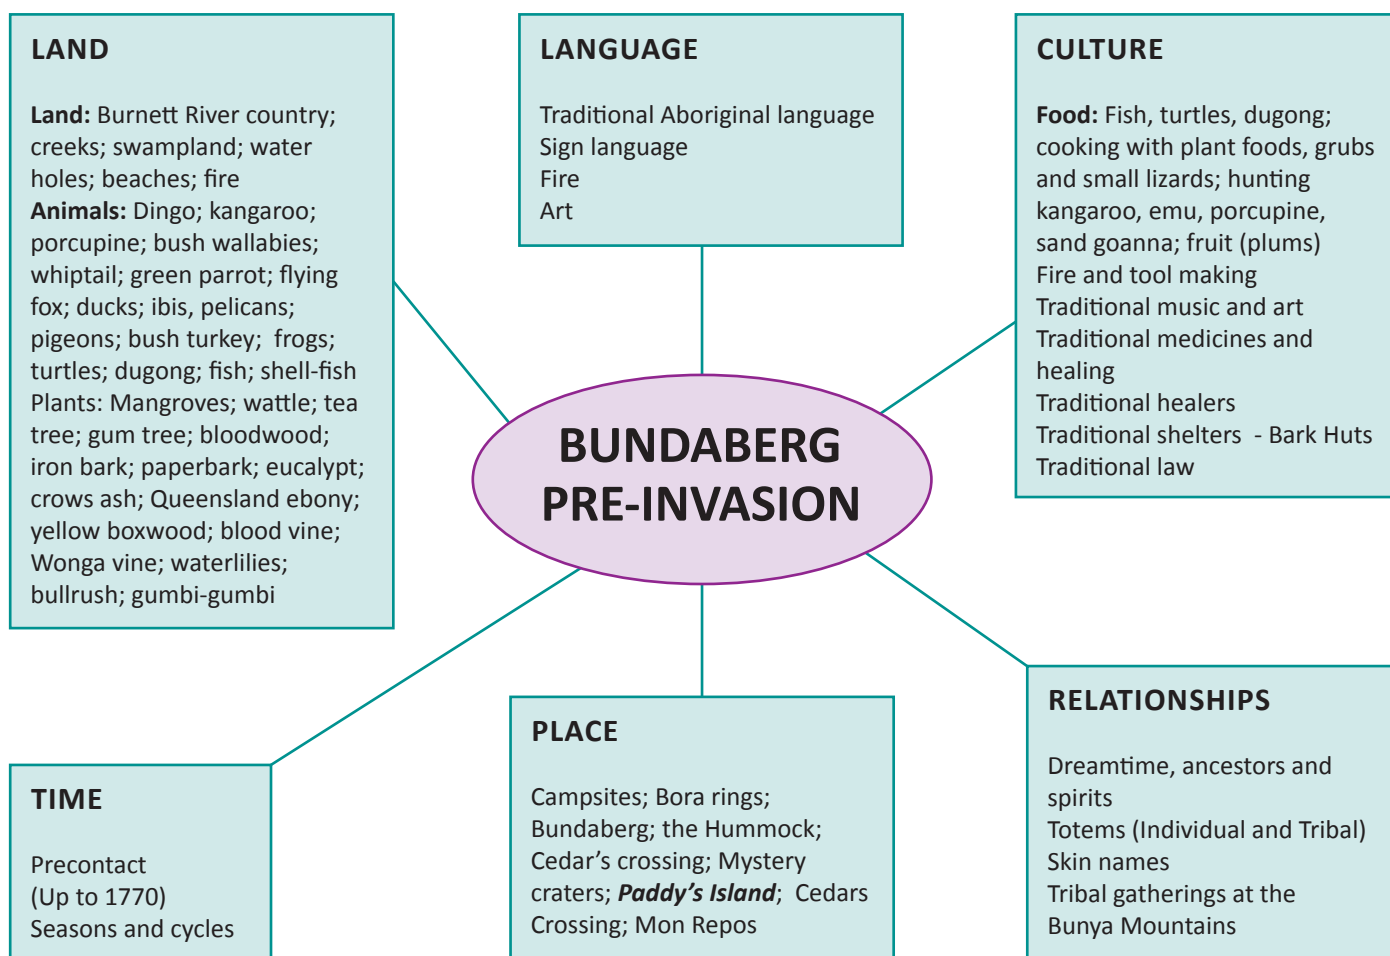 LAND
Land: Burnett River country;
creeks; swampland; water
holes; beaches; fire
Animals: Dingo; kangaroo;
porcupine; bush wallabies;
whiptail; green parrot; flying
fox; ducks; ibis, pelicans;
pigeons; bush turkey;  frogs;
turtles; dugong; fish; shell-fish
Plants: Mangroves; wattle; tea
tree; gum tree; bloodwood;
iron bark; paperbark; eucalypt;
crows ash; Queensland ebony;
yellow boxwood; blood vine;
Wonga vine; waterlilies;
bullrush; gumbi-gumbi
LANGUAGE
Traditional Aboriginal language
Sign language
Fire
Art
CULTURE
Food: Fish, turtles, dugong;
cooking with plant foods, grubs
and small lizards; hunting
kangaroo, emu, porcupine,
sand goanna; fruit (plums)
Fire and tool making
Traditional music and art
Traditional medicines and
healing
Traditional healers
Traditional shelters  - Bark Huts
Traditional law
BUNDABERG
PRE-INVASION
TIME
Precontact
(Up to 1770)
Seasons and cycles
PLACE
Campsites; Bora rings;
Bundaberg; the Hummock;
Cedar’s crossing; Mystery
craters; Paddy’s Island;  Cedars
Crossing; Mon Repos
RELATIONSHIPS
Dreamtime, ancestors and
spirits
Totems (Individual and Tribal)
Skin names
Tribal gatherings at the
Bunya Mountains